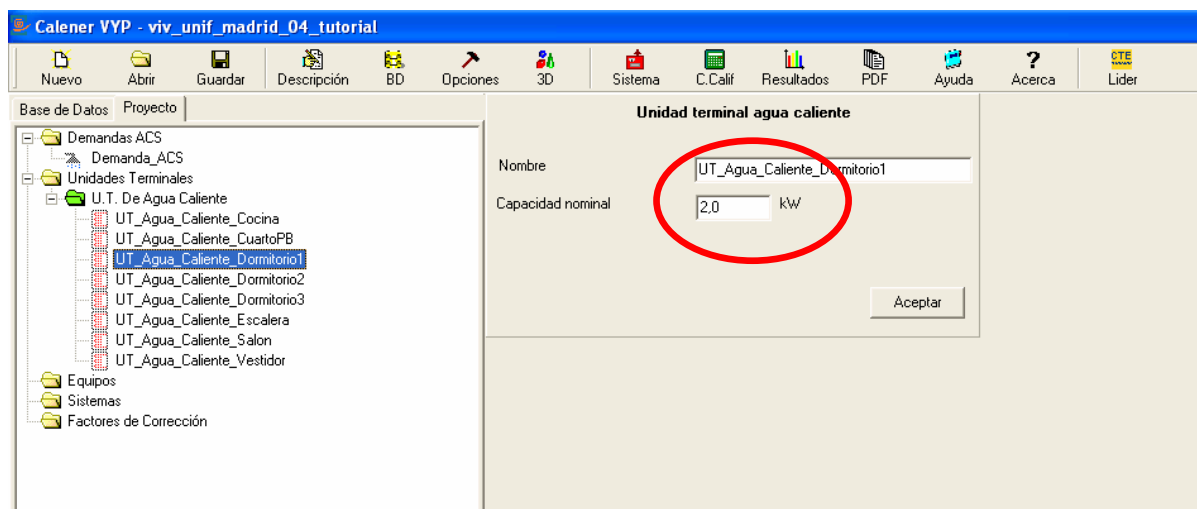 Calener VYP - viv_unif_madrid_04_tutorial
Nuevo Abrir Guardar Descripción BD Opciones 3D Sistema C.Calif Resultados PDF Ayuda Acerca CTE Lider
Base de Datos Proyecto
Unidad terminal agua caliente
Demandas ACS
Demanda_ACS
Unidades Terminales
U.T. De Agua Caliente
UT_Agua_Caliente_Cocina
UT_Agua_Caliente_CuartoPB
UT_Agua_Caliente_Dormitorio1
UT_Agua_Caliente_Dormitorio2
UT_Agua_Caliente_Dormitorio3
UT_Agua_Caliente_Escalera
UT_Agua_Caliente_Salon
UT_Agua_Caliente_Vestidor
Equipos
Sistemas
Factores de Corrección
Nombre UT_Agua_Caliente_Dormitorio1
Capacidad nominal 2,0 kW
Aceptar